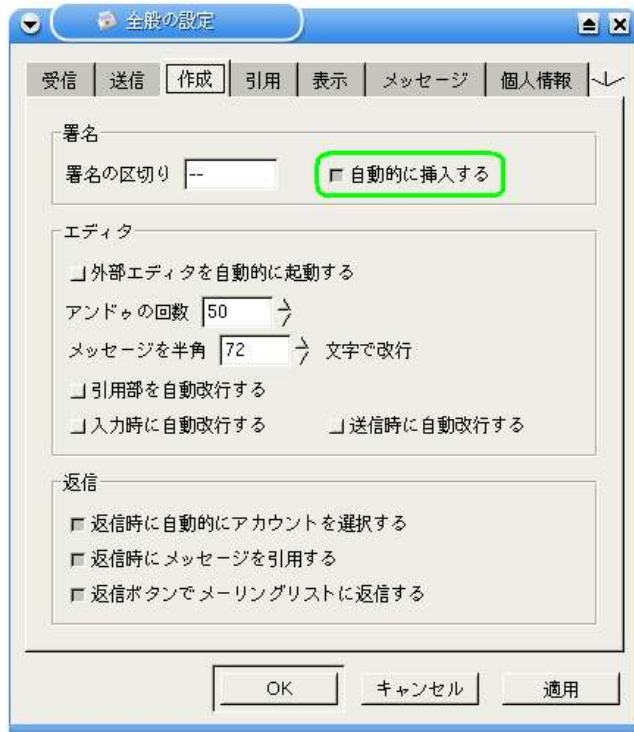 全般の設定
受信 送信 作成 引用 表示 メッセージ 個人情報
署名
署名の区切り -- 自動的に挿入する
エディタ
外部エディタを自動的に起動する
アンドゥの回数 50
メッセージを半角 72 文字で改行
引用部を自動改行する
入力時に自動改行する 送信時に自動改行する
返信
返信時に自動的にアカウントを選択する
返信時にメッセージを引用する
返信ボタンでメーリングリストに返信する
OK キャンセル 適用